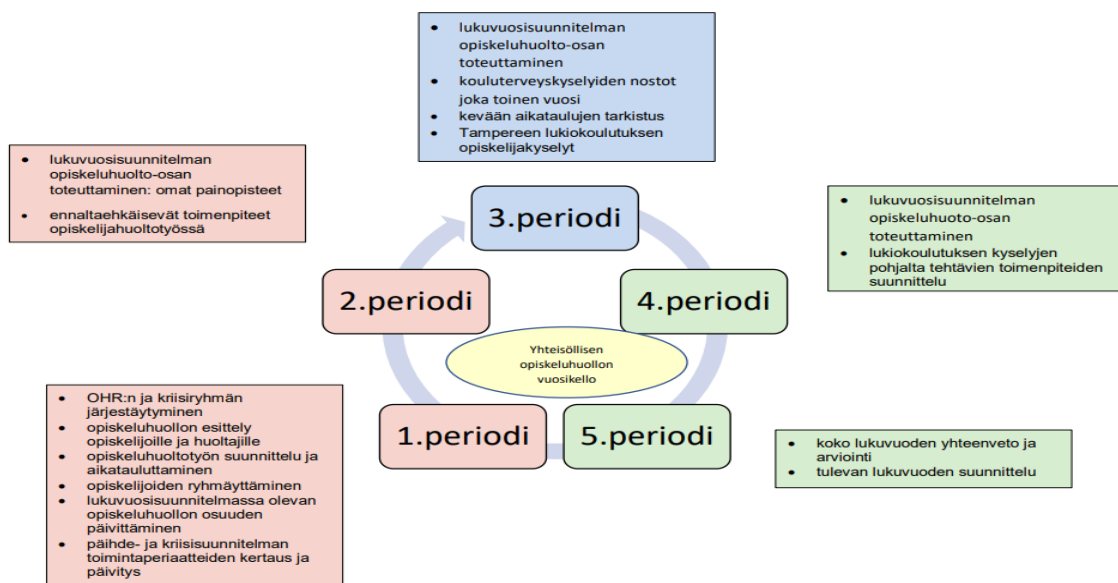 • lukuvuosisuunnitelman
opiskeluhuolto-osan
toteuttaminen
• kouluterveyskyselyiden nostot
joka toinen vuosi
• kevään aikataulujen tarkistus
• Tampereen lukiokoulutuksen
opiskelijakyselyt
• lukuvuosisuunnitelman
opiskeluhuolto-osan
toteuttaminen: omat painopisteet
• ennaltaehkäisevät toimenpiteet
opiskelijahuoltotyössä
• lukuvuosisuunnitelman
opiskeluhuoto-osan
toteuttaminen
• lukiokoulutuksen kyselyjen
pohjalta tehtävien toimenpiteiden
suunnittelu
3.periodi
2.periodi
4.periodi
Yhteisöllisen
opiskeluhuollon
vuosikello
1.periodi
5.periodi
• OHR:n ja kriisiryhmän
järjestäytyminen
• opiskeluhuollon esittely
opiskelijoille ja huoltajille
• opiskeluhuoltotyön suunnittelu ja
aikatauluttaminen
• opiskelijoiden ryhmäyttäminen
• lukuvuosisuunnitelmassa olevan
opiskeluhuollon osuuden
päivittäminen
• päihde- ja kriisisuunnitelman
toimintaperiaatteiden kertaus ja
päivitys
• koko lukuvuoden yhteenveto ja
arviointi
• tulevan lukuvuoden suunnittelu